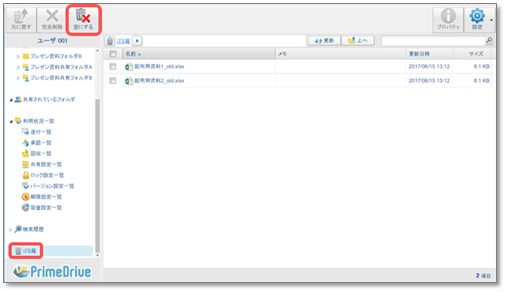 元に戻す 完全削除 空にする プロパティ 設定
ユーザ 001
プレゼン資料フォルダB
プレゼン資料共有フォルダA
プレゼン資料共有フォルダB
共有されているフォルダ
利用状況一覧
送付一覧
承認一覧
回収一覧
共有設定一覧
ロック設定一覧
バージョン設定一覧
期限設定一覧
容量設定一覧
検索履歴
ゴミ箱
PrimeDrive
ゴミ箱 更新 上へ
名前 メモ 更新日時 サイズ
配布用資料1_old.xlsx 2017/06/15 13:12 8.1 KB
配布用資料2_old.xlsx 2017/06/15 13:12 8.1 KB
2 項目